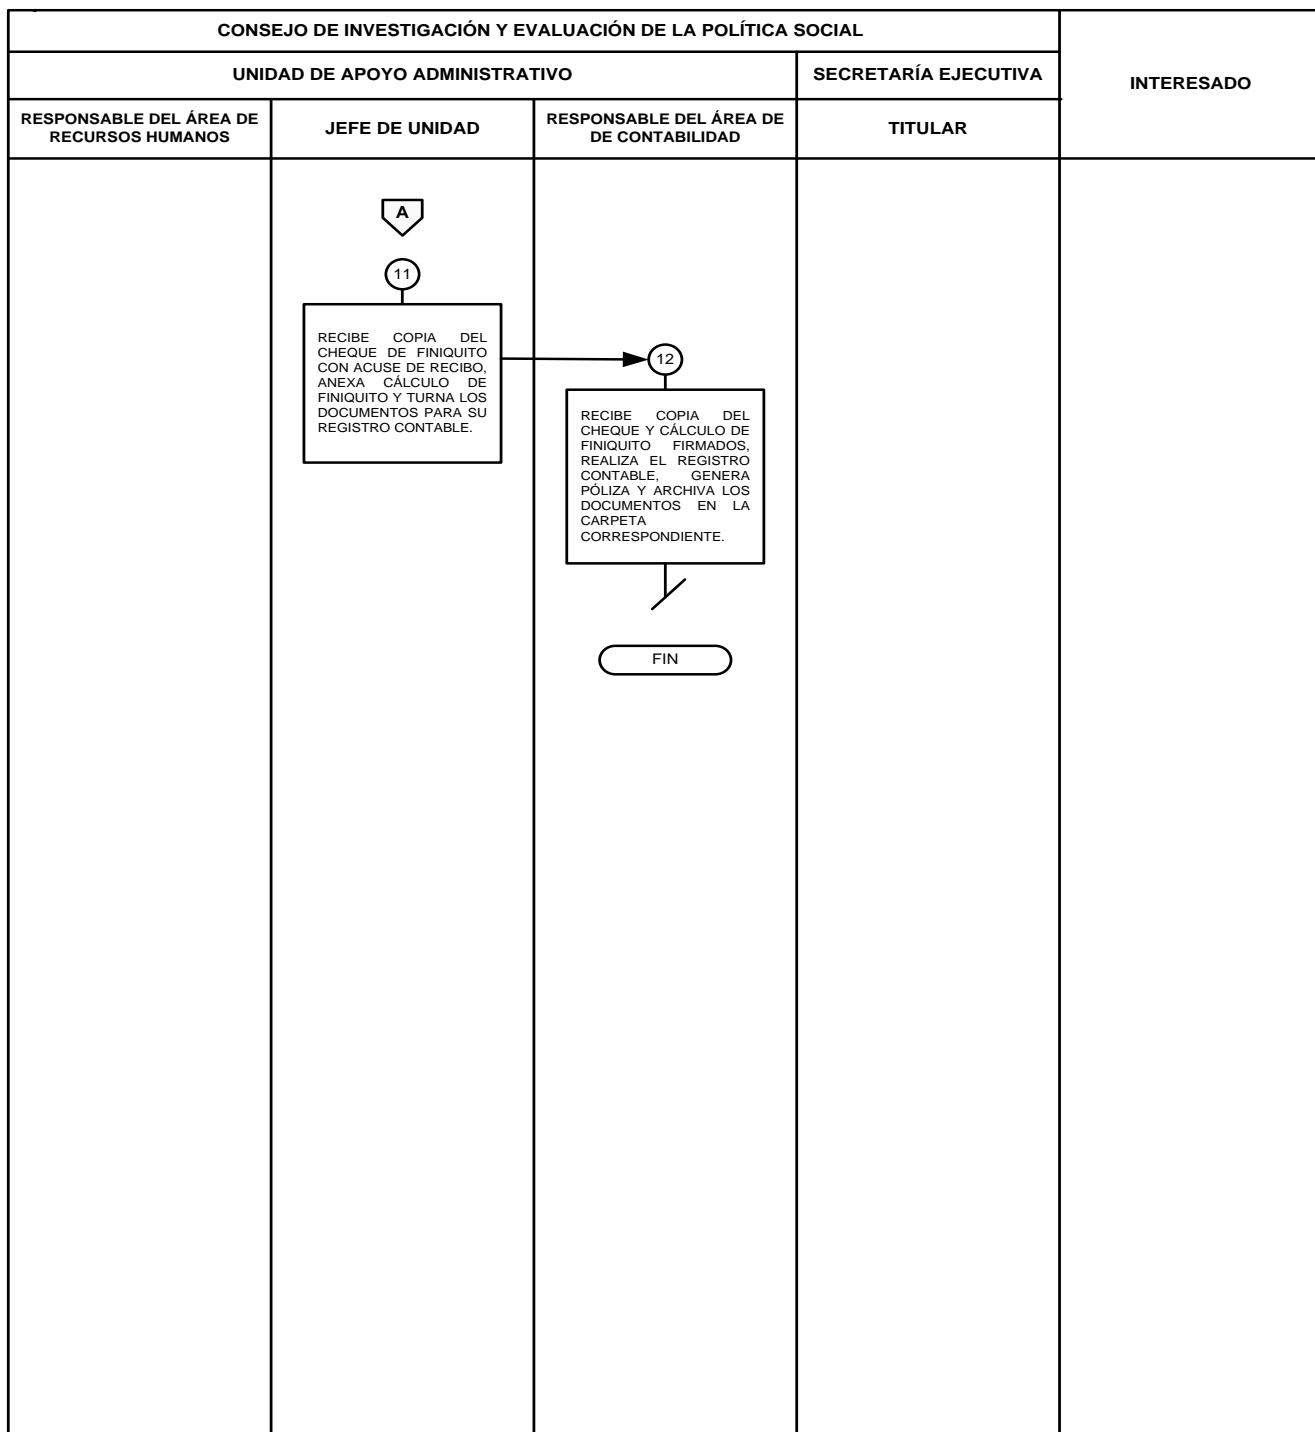 CONSEJO DE INVESTIGACIÓN Y EVALUACIÓN DE LA POLÍTICA SOCIAL
INTERESADO
UNIDAD DE APOYO ADMINISTRATIVO
SECRETARÍA EJECUTIVA
RESPONSABLE DEL ÁREA DE
RECURSOS HUMANOS
JEFE DE UNIDAD
RESPONSABLE DEL ÁREA DE
DE CONTABILIDAD
TITULAR
A
11
RECIBE COPIA DEL
CHEQUE DE FINIQUITO
CON ACUSE DE RECIBO,
ANEXA CÁLCULO DE
FINIQUITO Y TURNA LOS
DOCUMENTOS PARA SU
REGISTRO CONTABLE.
12
RECIBE COPIA DEL
CHEQUE Y CÁLCULO DE
FINIQUITO FIRMADOS,
REALIZA EL REGISTRO
CONTABLE, GENERA
PÓLIZA Y ARCHIVA LOS
DOCUMENTOS EN LA
CARPETA
CORRESPONDIENTE.
FIN